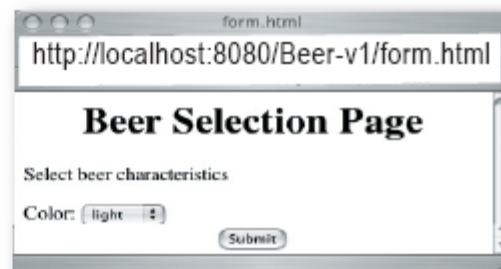 form.html
http://localhost:8080/Beer-v1/form.html
Beer Selection Page
Select beer characteristics
Color: light
Submit